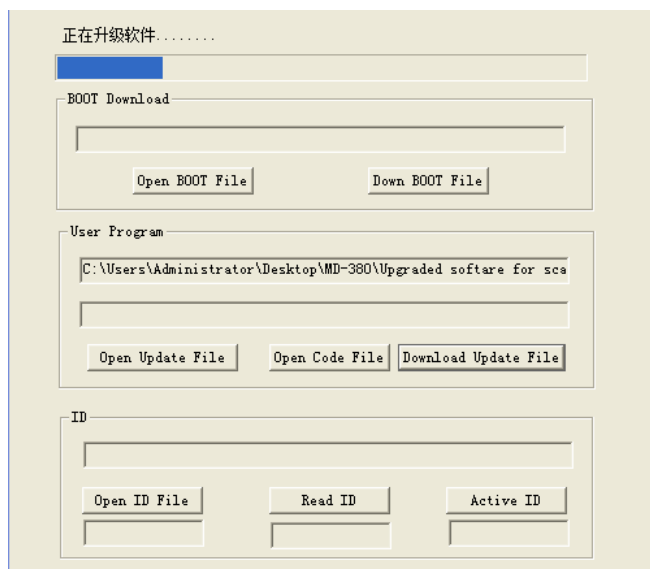 正在升级软件........
BOOT Download
Open BOOT File
Down BOOT File
User Program
C:\Users\Administrator\Desktop\MD-380\Upgraded softare for sca
Open Update File
Open Code File
Download Update File
ID
Open ID File
Read ID
Active ID